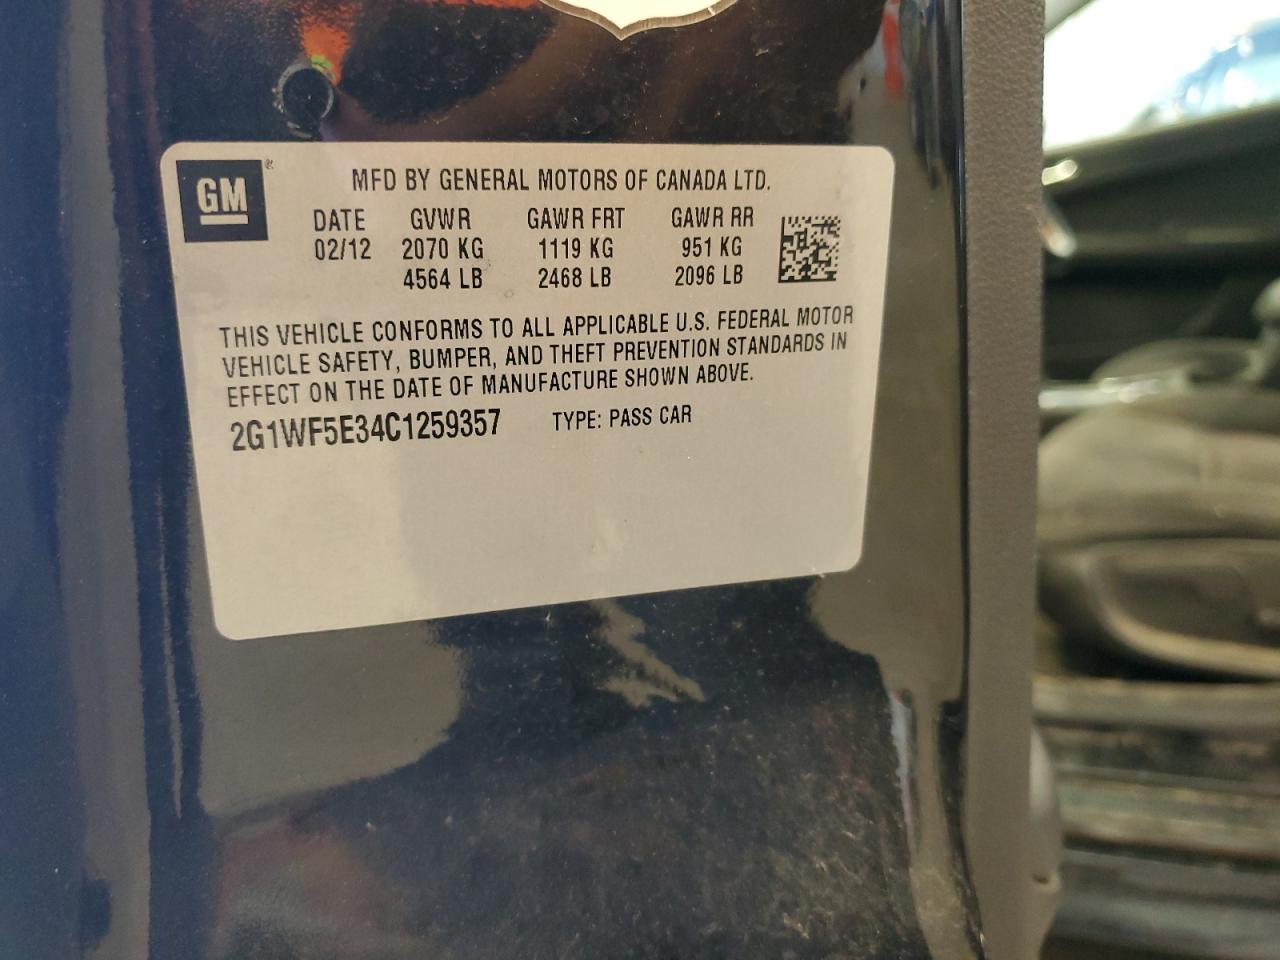 GM ®
MFD BY GENERAL MOTORS OF CANADA LTD.
DATE GVWR GAWR FRT GAWR RR
02/12 2070 KG 1119 KG 951 KG
4564 LB 2468 LB 2096 LB
THIS VEHICLE CONFORMS TO ALL APPLICABLE U.S. FEDERAL MOTOR
VEHICLE SAFETY, BUMPER, AND THEFT PREVENTION STANDARDS IN
EFFECT ON THE DATE OF MANUFACTURE SHOWN ABOVE.
2G1WF5E34C1259357 TYPE: PASS CAR